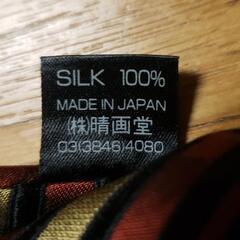 SILK 100%
MADE IN JAPAN
㈱晴画堂
03(3846)4080